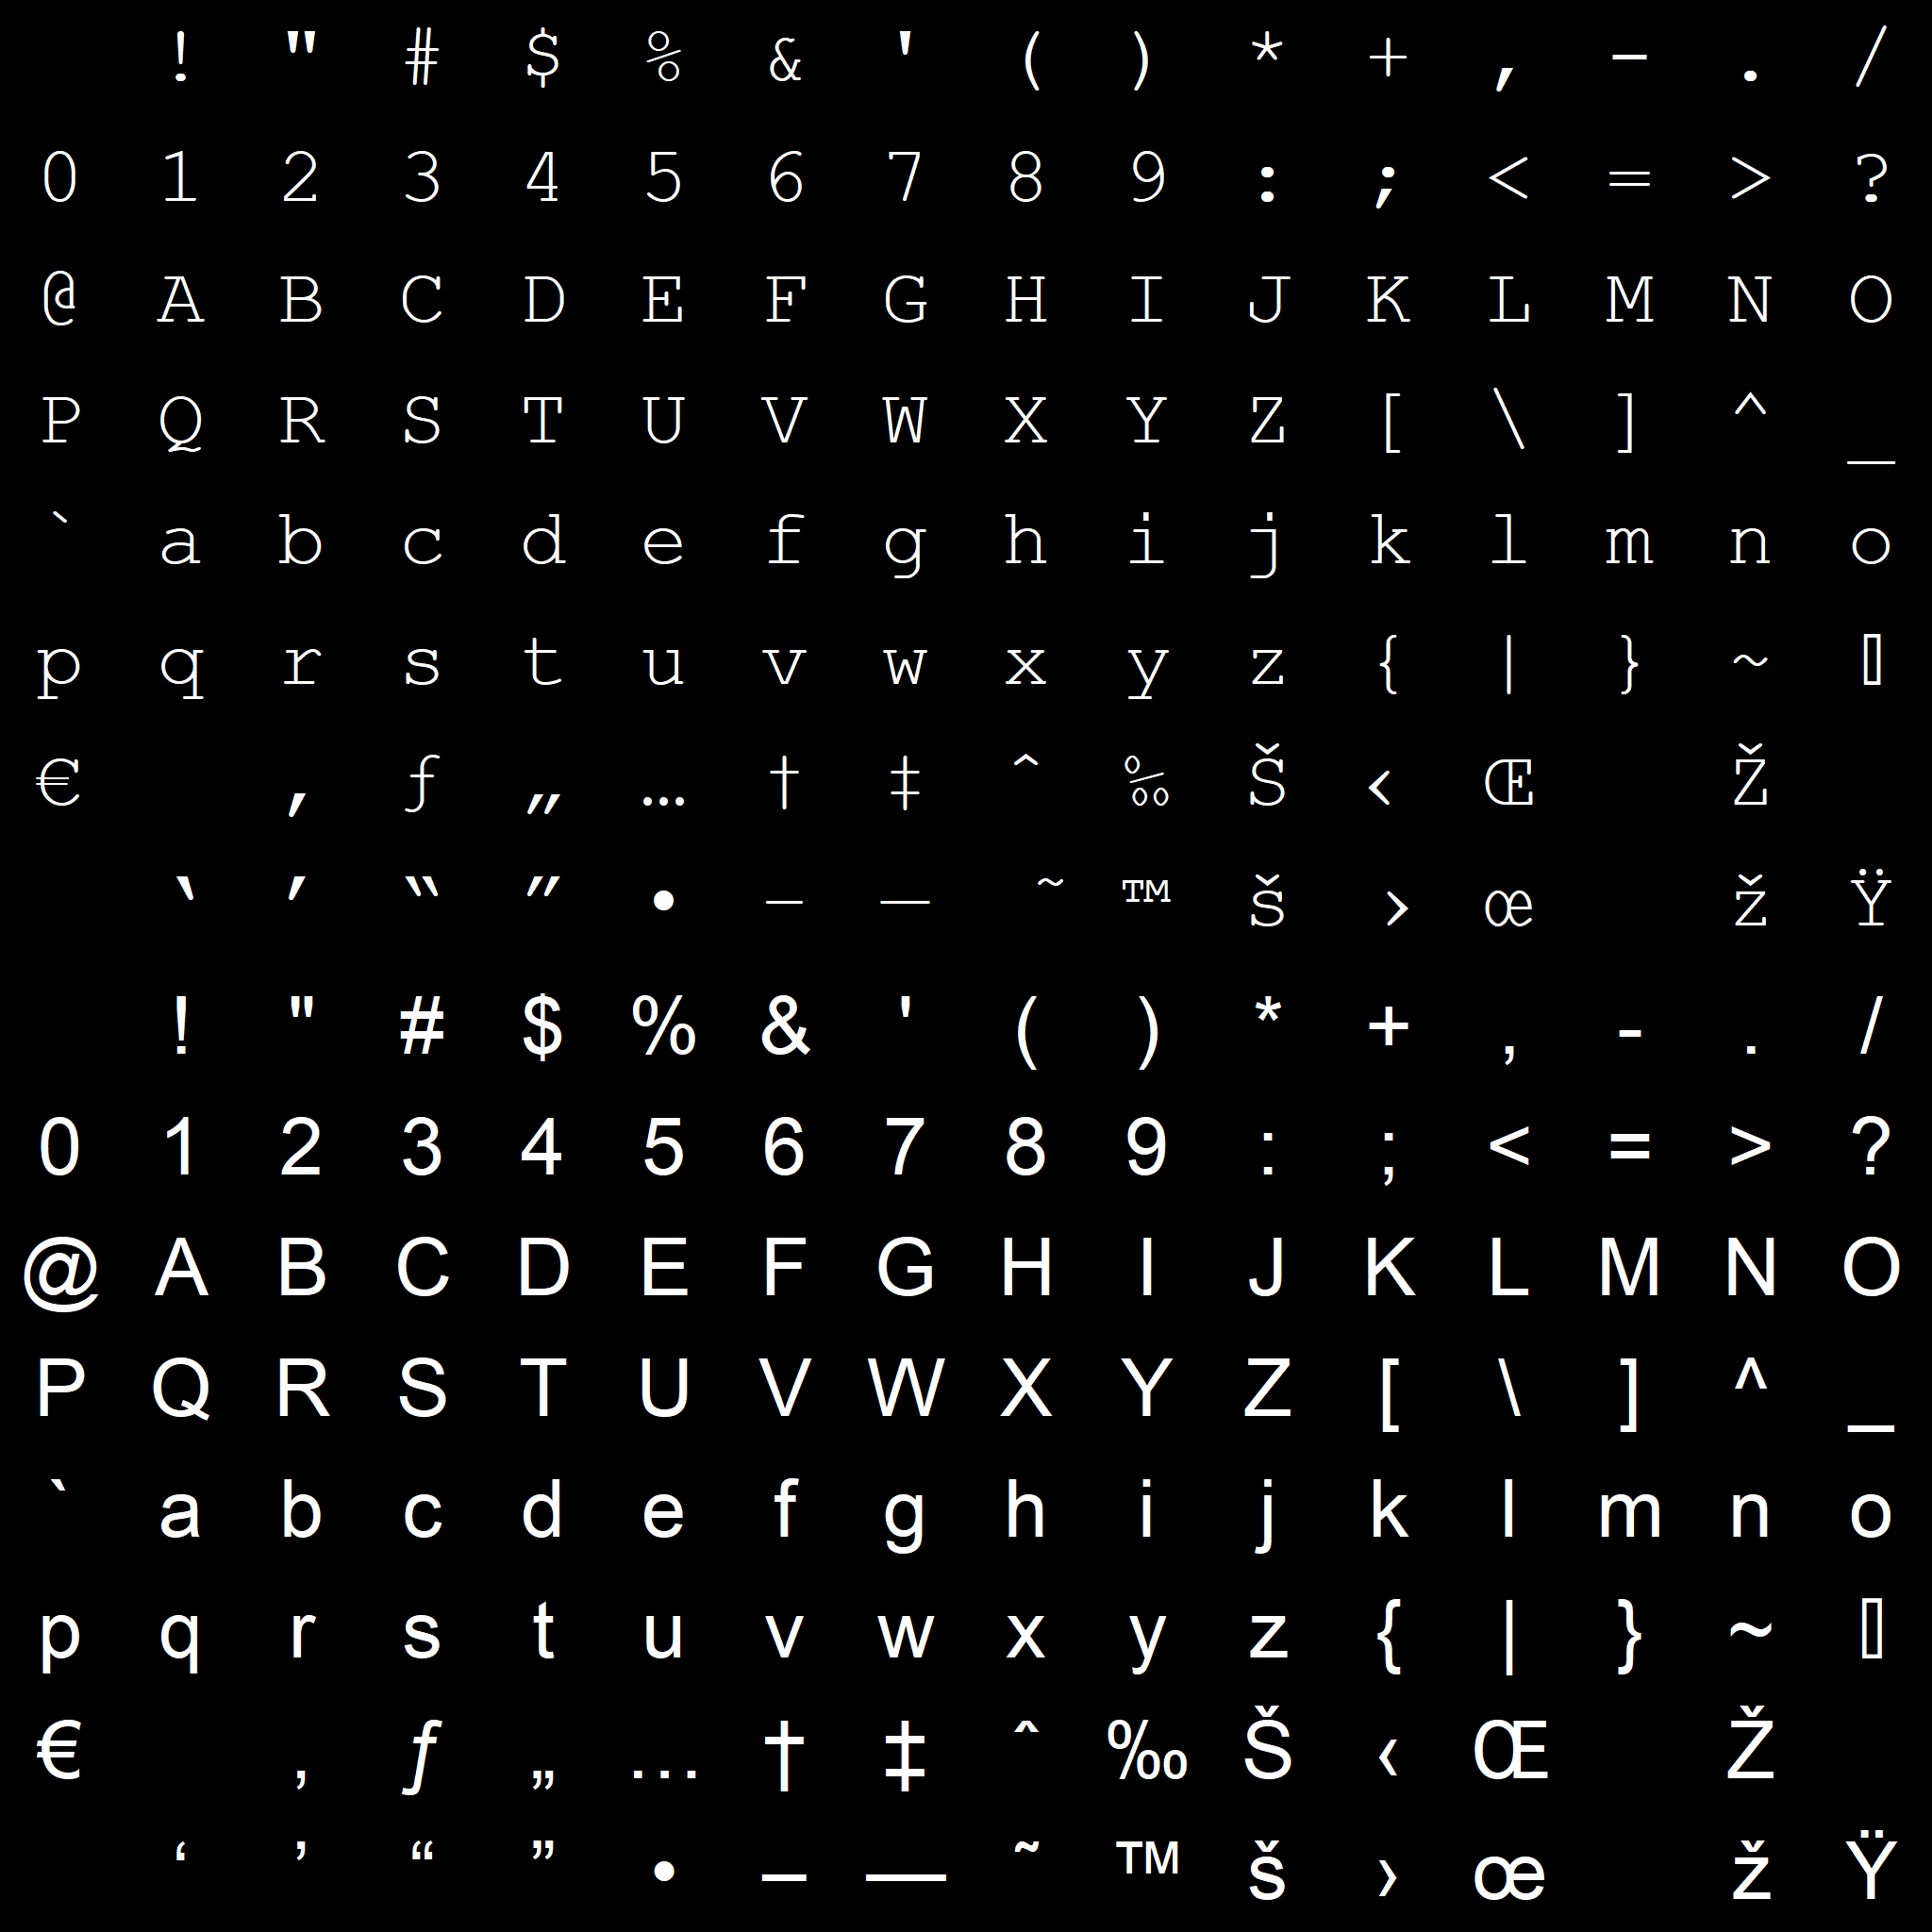 ! " # $ % & ' ( ) * + , - . /
0 1 2 3 4 5 6 7 8 9 : ; < = > ?
@ A B C D E F G H I J K L M N O
P Q R S T U V W X Y Z [ \ ] ^ _
` a b c d e f g h i j k l m n o
p q r s t u v w x y z { | } ~ ▯
€ ‚ ƒ „ … † ‡ ˆ ‰ Š ‹ Œ Ž
‘ ’ “ ” • – — ˜ ™ š › œ ž Ÿ
! " # $ % & ' ( ) * + , - . /
0 1 2 3 4 5 6 7 8 9 : ; < = > ?
@ A B C D E F G H I J K L M N O
P Q R S T U V W X Y Z [ \ ] ^ _
` a b c d e f g h i j k l m n o
p q r s t u v w x y z { | } ~ ▯
€ ‚ ƒ „ … † ‡ ˆ ‰ Š ‹ Œ Ž
‘ ’ “ ” • – — ˜ ™ š › œ ž Ÿ